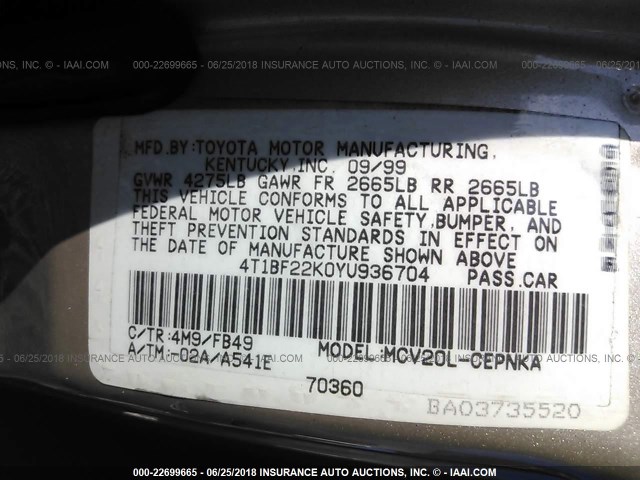 000-22699665 - 06/25/2018 INSURANCE AUTO AUCTIONS, INC. © - IAAI.COM
MFD.BY:TOYOTA MOTOR MANUFACTURING,
KENTUCKY,INC. 09/99
GVWR 4275LB GAWR FR 2665LB RR 2665LB
THIS VEHICLE CONFORMS TO ALL APPLICABLE
FEDERAL MOTOR VEHICLE SAFETY,BUMPER, AND
THEFT PREVENTION STANDARDS IN EFFECT ON
THE DATE OF MANUFACTURE SHOWN ABOVE
4T1BF22K0YU936704 PASS.CAR
C/TR:4M9/FB49
A/TM:-02A/A541E
MODEL:MCV20L-CEPNKA
70360
BA03735520
000-22699665 - 06/25/2018 INSURANCE AUTO AUCTIONS, INC. © - IAAI.COM